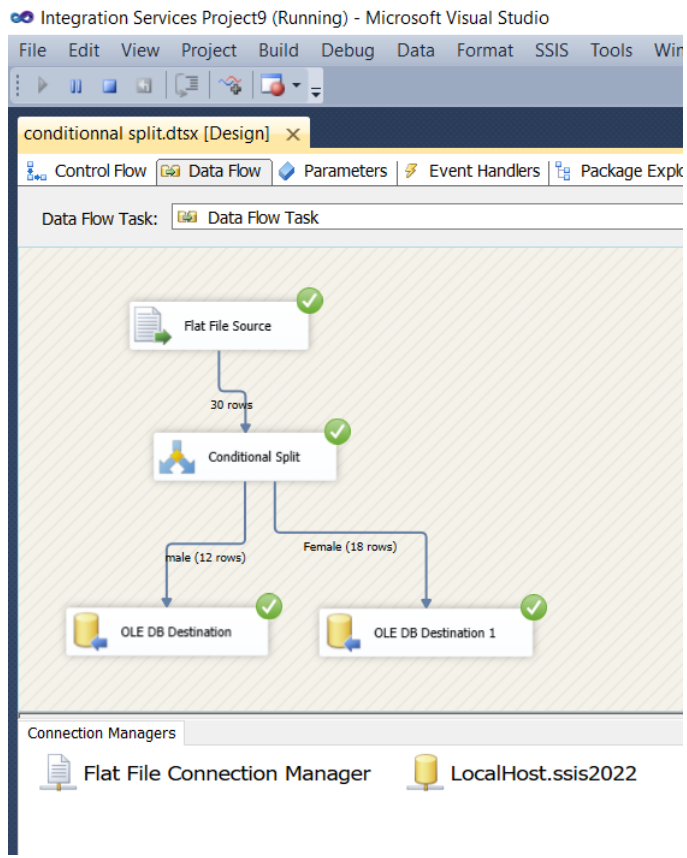 Integration Services Project9 (Running) - Microsoft Visual Studio
File Edit View Project Build Debug Data Format SSIS Tools
conditionnal split.dtsx [Design]
Control Flow Data Flow Parameters Event Handlers Package
Data Flow Task: Data Flow Task
Flat File Source
30 rows
Conditional Split
male (12 rows) Female (18 rows)
OLE DB Destination OLE DB Destination 1
Connection Managers
Flat File Connection Manager LocalHost.ssis2022